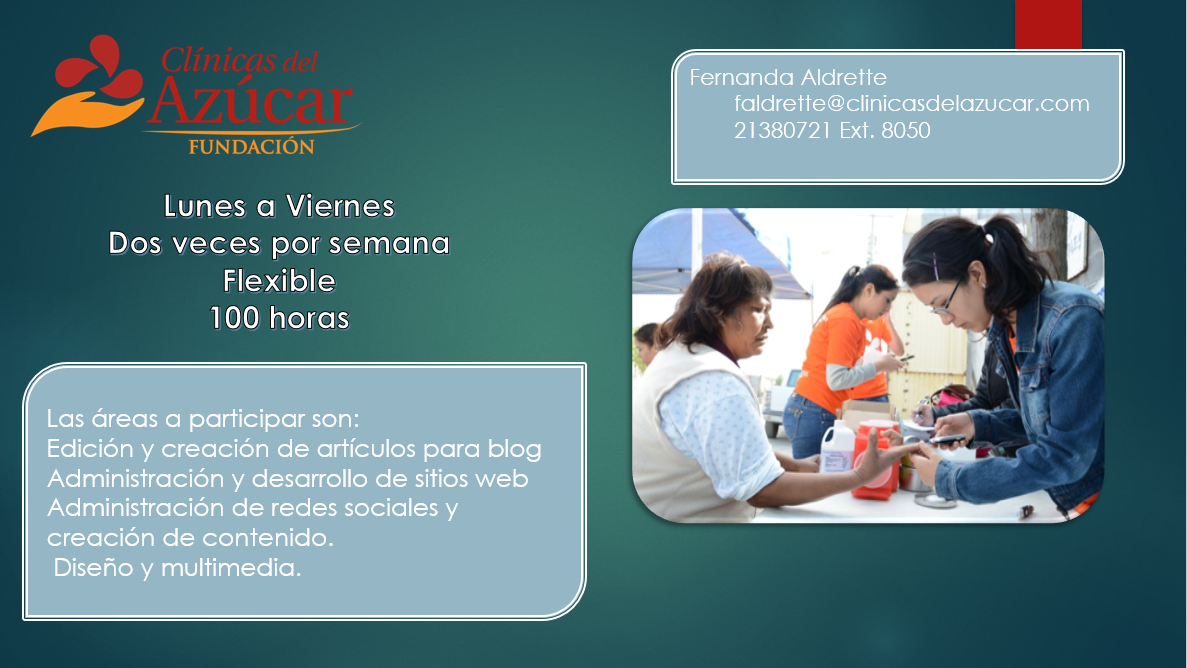 Clínicas del
Azúcar
FUNDACIÓN
Fernanda Aldrette
faldrette@clinicasdelazucar.com
21380721 Ext. 8050
Lunes a Viernes
Dos veces por semana
Flexible
100 horas
Las áreas a participar son:
Edición y creación de artículos para blog
Administración y desarrollo de sitios web
Administración de redes sociales y
creación de contenido.
Diseño y multimedia.